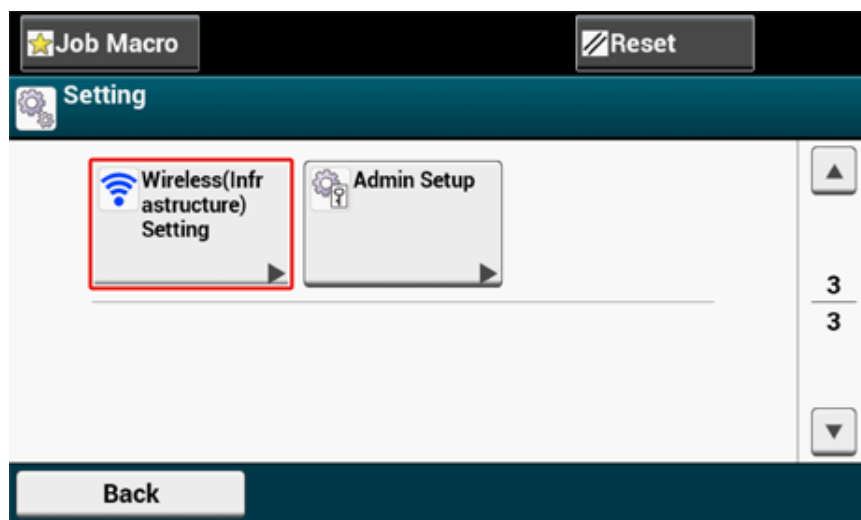 Job Macro
Reset
Setting
Wireless(Infr
astructure)
Setting
Admin Setup
3
3
Back